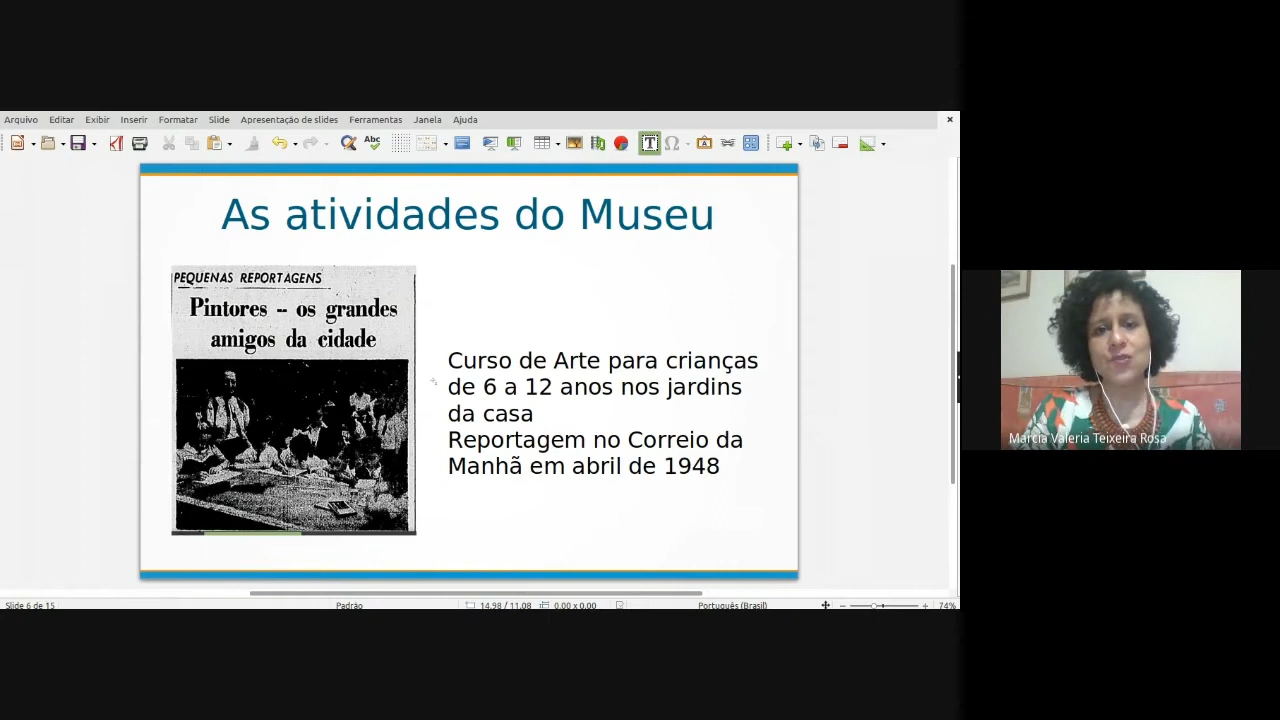 Arquivo Editar Exibir Inserir Formatar Slide Apresentação de slides Ferramentas Janela Ajuda
As atividades do Museu
PEQUENAS REPORTAGENS
Pintores -- os grandes
amigos da cidade
Curso de Arte para crianças
de 6 a 12 anos nos jardins
da casa
Reportagem no Correio da
Manhã em abril de 1948
Marcia Valeria Teixeira Rosa
Slide 6 de 15 Padrão 14.98 / 11.08 0.00 x 0.00 Português (Brasil) 74%